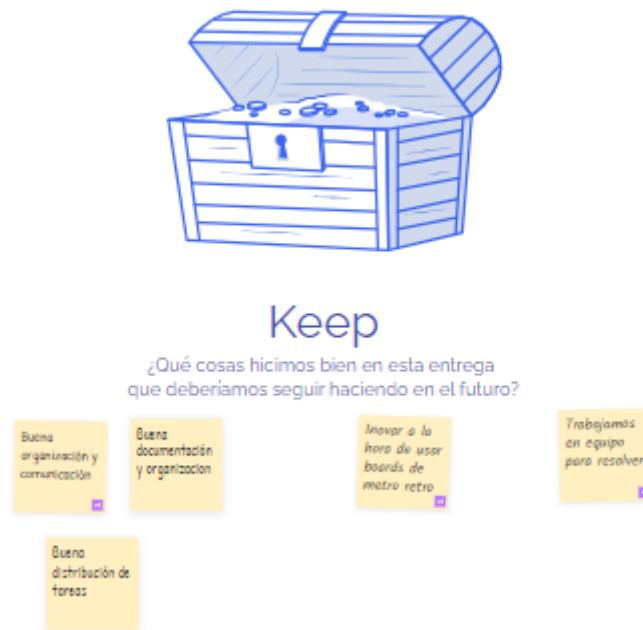 Keep
¿Qué cosas hicimos bien en esta entrega
que deberíamos seguir haciendo en el futuro?
Buena
organización y
comunicación
Buena
documentación
y organizacion
Inovar a la
hora de usar
boards de
metro retro
Trabajamos
en equipo
para resolver
Buena
distribución de
tareas